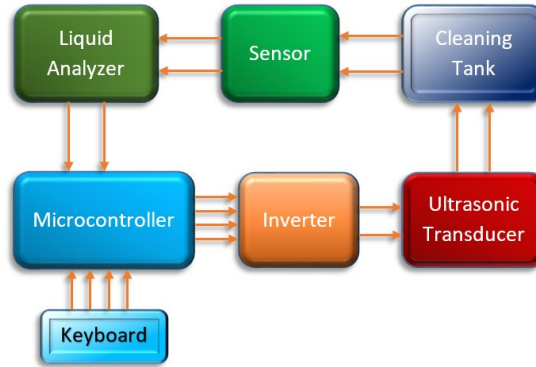 Liquid
Analyzer
Sensor
Cleaning
Tank
Microcontroller
Inverter
Ultrasonic
Transducer
Keyboard